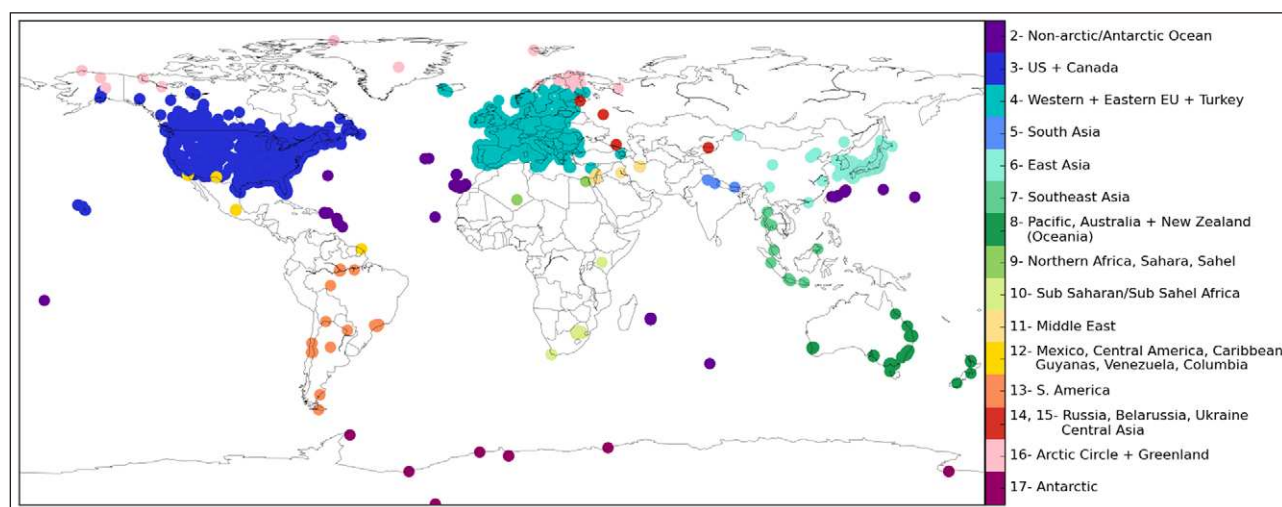 2- Non-arctic/Antarctic Ocean
3- US + Canada
4- Western + Eastern EU + Turkey
5- South Asia
6- East Asia
7- Southeast Asia
8- Pacific, Australia + New Zealand
(Oceania)
9- Northern Africa, Sahara, Sahel
10- Sub Saharan/Sub Sahel Africa
11- Middle East
12- Mexico, Central America, Caribbean
Guyanas, Venezuela, Columbia
13- S. America
14, 15- Russia, Belarussia, Ukraine
Central Asia
16- Arctic Circle + Greenland
17- Antarctic